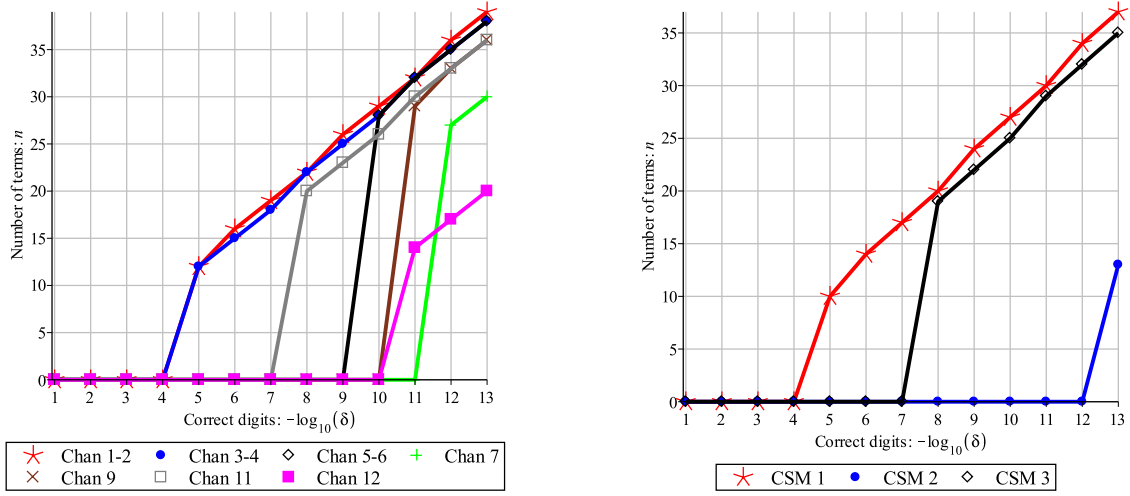 35
30
25
20
15
10
5
0
Number of terms: n
1 2 3 4 5 6 7 8 9 10 11 12 13
Correct digits: −log10(δ)
Chan 1-2 Chan 3-4 Chan 5-6 Chan 7
Chan 9 Chan 11 Chan 12
35
30
25
20
15
10
5
0
Number of terms: n
1 2 3 4 5 6 7 8 9 10 11 12 13
Correct digits: −log10(δ)
CSM 1 CSM 2 CSM 3